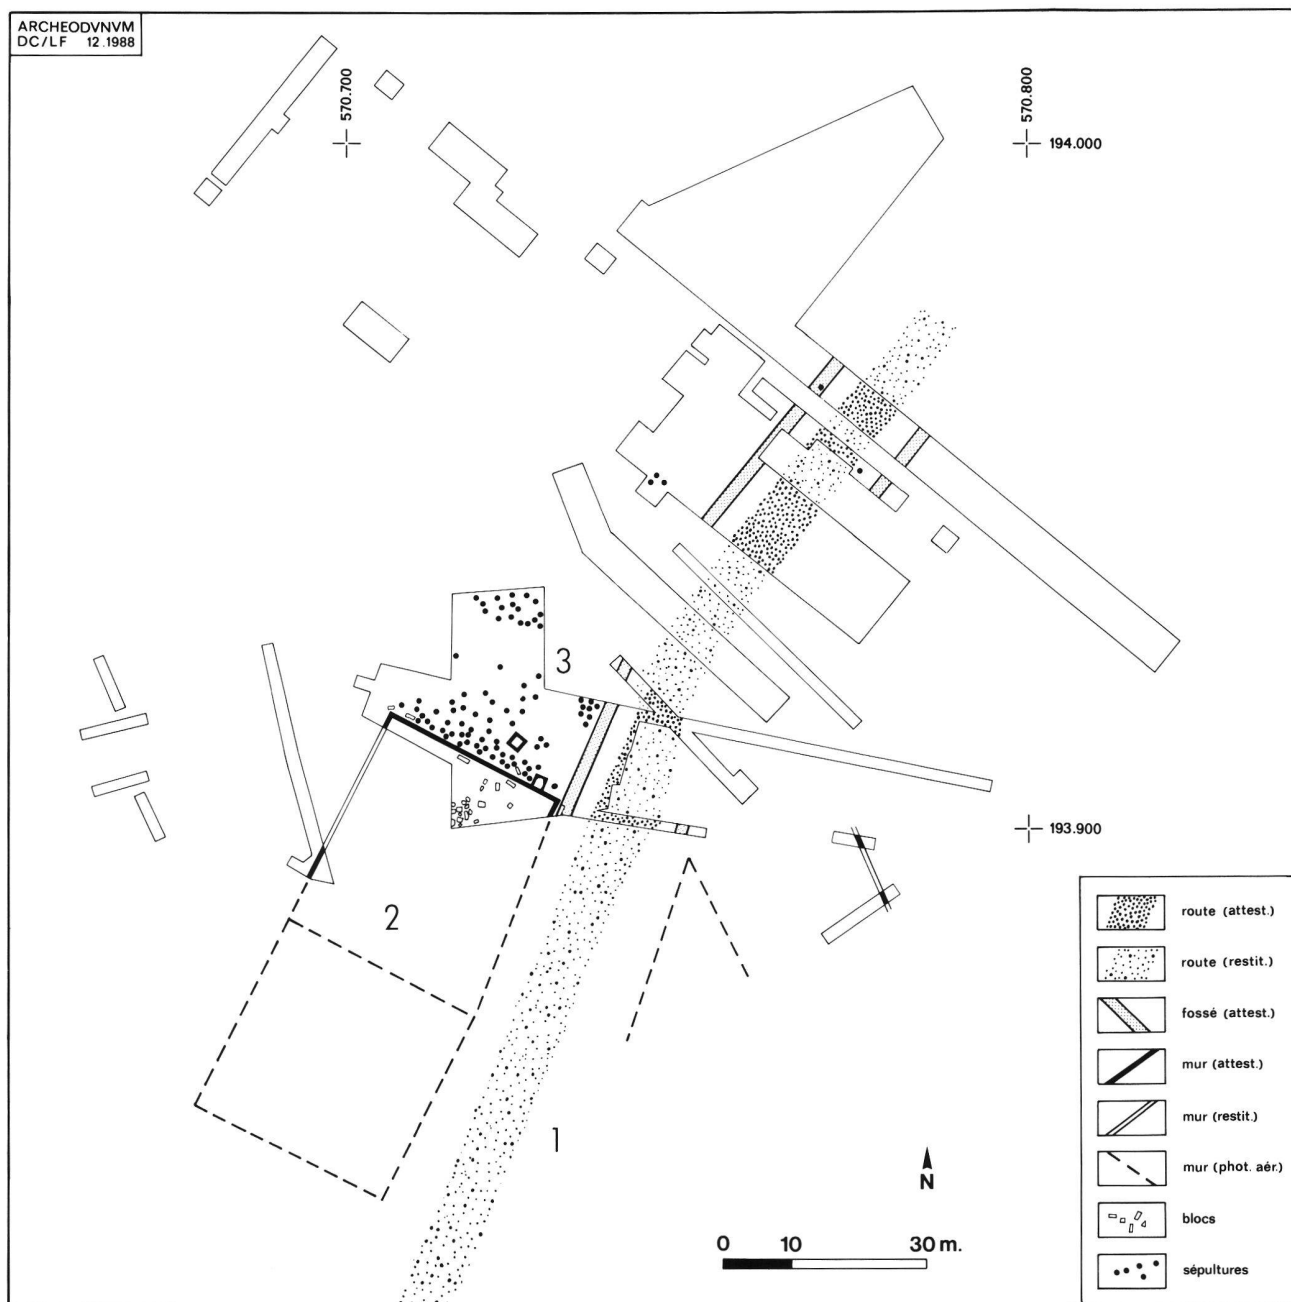 ARCHEODVNVM
DC/LF 12.1988
570.700
570.800
194.000
3
193.900
2
1
N
0 10 30 m.
route (attest.)
route (restit.)
fossé (attest.)
mur (attest.)
mur (restit.)
mur (phot. aér.)
blocs
sépultures